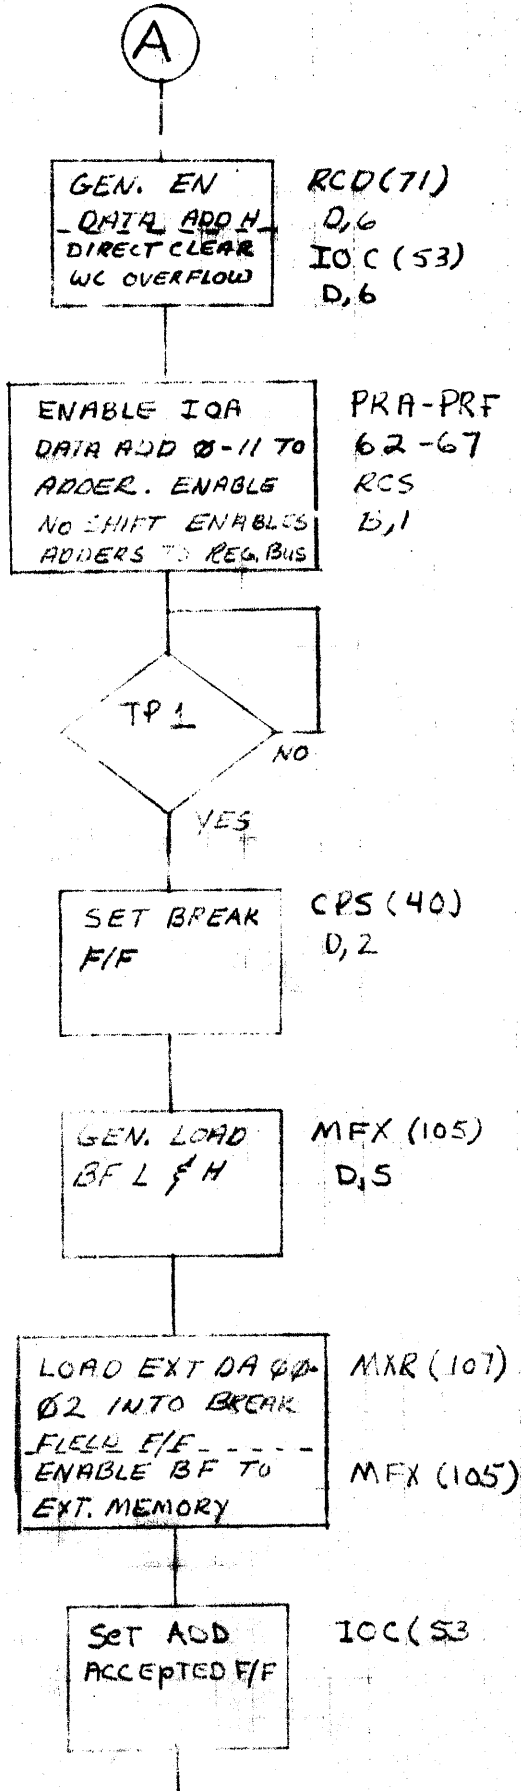 A
GEN. EN
DATA ADD H
DIRECT CLEAR
WC OVERFLOW
RCD(71)
D,6
IOC (53)
D,6
ENABLE IOA
DATA ADD Ø-11 TO
ADDER. ENABLE
NO SHIFT ENABLES
ADDERS TO REG. BUS
PRA-PRF
62-67
RCS
B,1
TP 1
NO
YES
SET BREAK
F/F
CPS (40)
D,2
GEN. LOAD
BF L & H
MFX (105)
D,5
LOAD EXT DA ØØ-
Ø2 INTO BREAK
FIELD F/F
ENABLE BF TO
EXT. MEMORY
MXR (107)
MFX (105)
SET ADD
ACCEPTED F/F
IOC (53